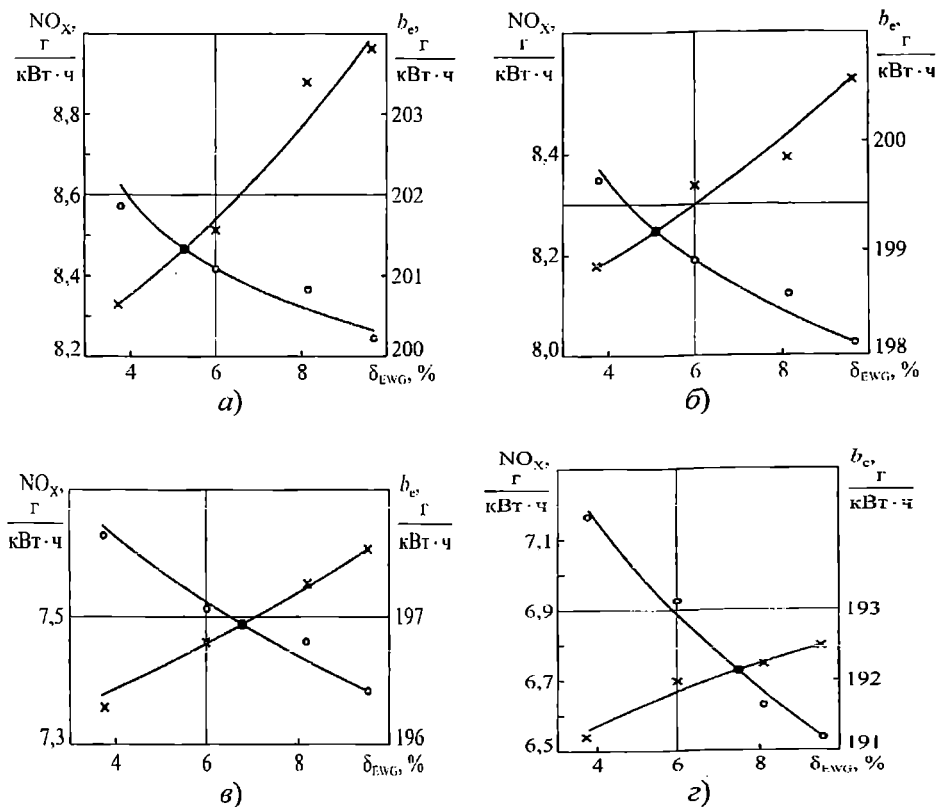 NOₓ, bₑ,
г г
кВт · ч кВт · ч
8,8 203
8,6 202
201
8,4
8,2 200
4 6 8 δEWG, %
а)
NOₓ, bₑ,
г г
кВт · ч кВт · ч
200
8,4
199
8,2
8,0 198
4 6 8 δEWG, %
б)
NOₓ, bₑ,
г г
кВт · ч кВт · ч
7,5 197
7,3 196
4 6 8 δEWG, %
в)
NOₓ, bₑ,
г г
кВт · ч кВт · ч
7,1
6,9 193
6,7 192
6,5 191
4 6 8 δEWG, %
г)